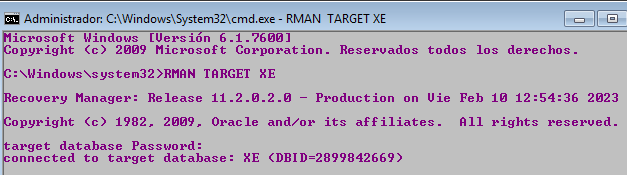 Administrador: C:\Windows\System32\cmd.exe - RMAN TARGET XE
Microsoft Windows [Versión 6.1.7600]
Copyright (c) 2009 Microsoft Corporation. Reservados todos los derechos.
C:\Windows\system32>RMAN TARGET XE
Recovery Manager: Release 11.2.0.2.0 - Production on Vie Feb 10 12:54:36 2023
Copyright (c) 1982, 2009, Oracle and/or its affiliates.  All rights reserved.
target database Password:
connected to target database: XE (DBID=2899842669)